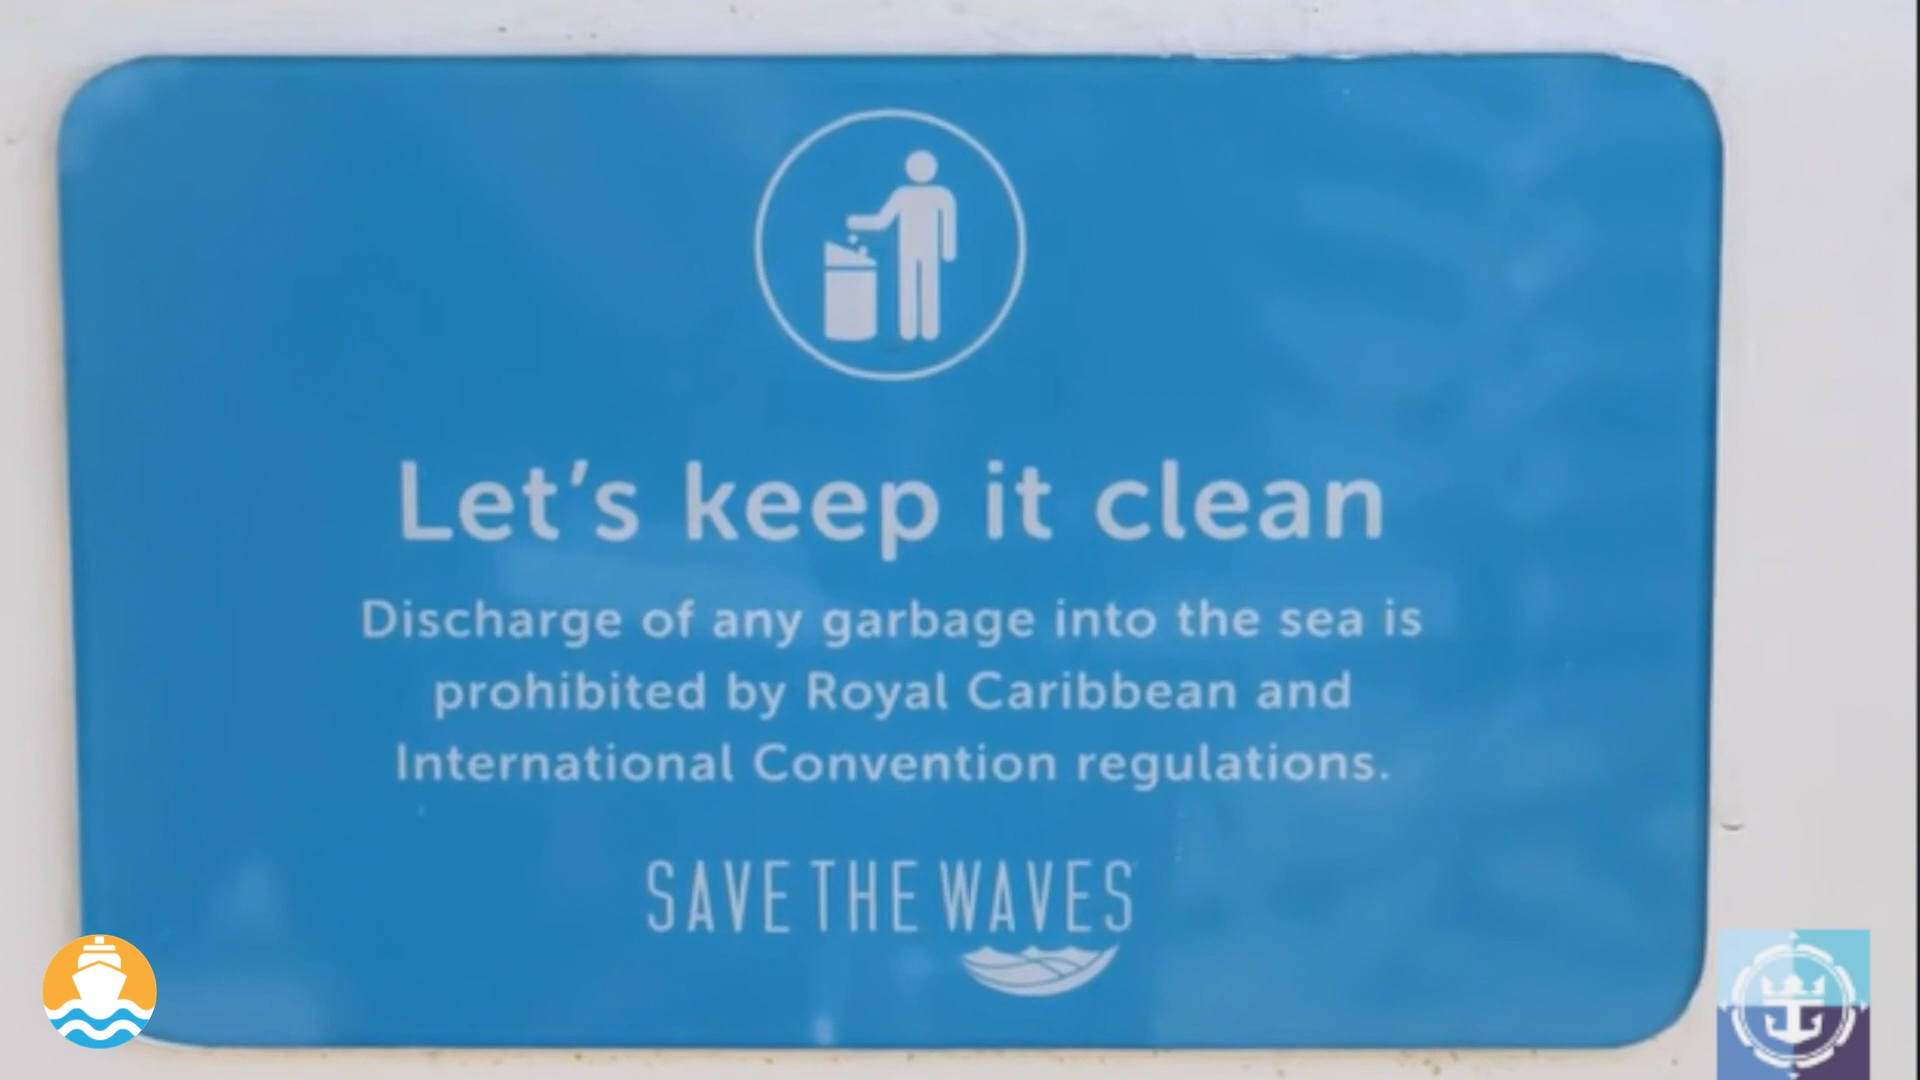 Let's keep it clean
Discharge of any garbage into the sea is
prohibited by Royal Caribbean and
International Convention regulations.
SAVE THE WAVES